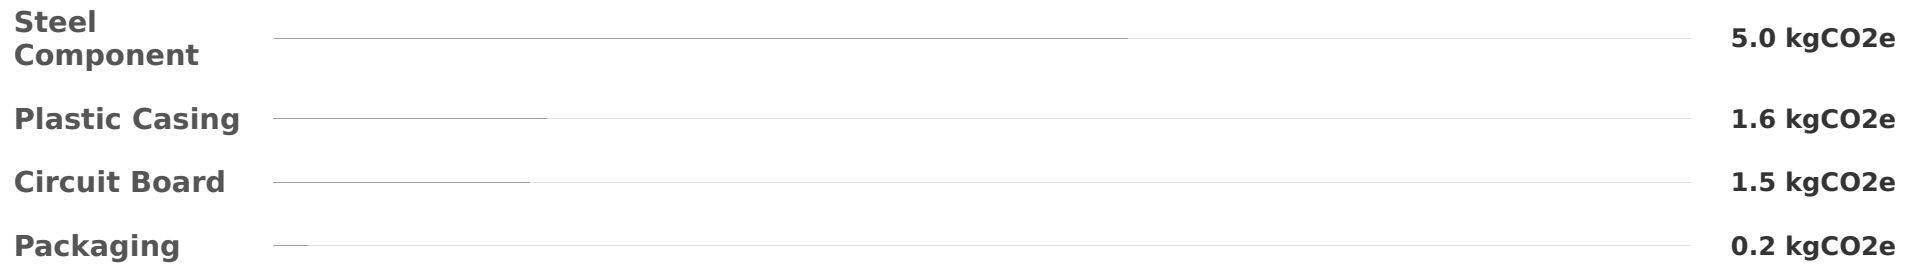 Steel
Component
5.0 kgCO2e
Plastic Casing
1.6 kgCO2e
Circuit Board
1.5 kgCO2e
Packaging
0.2 kgCO2e